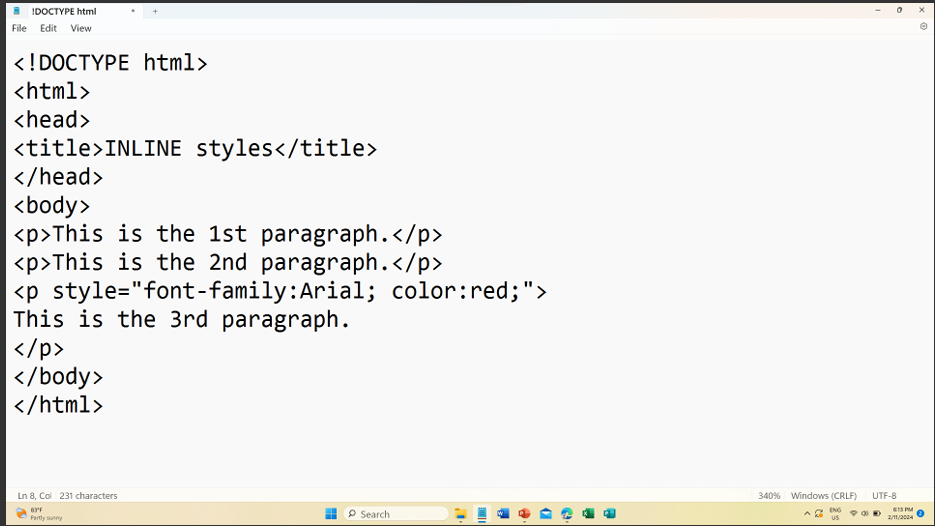 !DOCTYPE html
File Edit View
<!DOCTYPE html>
<html>
<head>
<title>INLINE styles</title>
</head>
<body>
<p>This is the 1st paragraph.</p>
<p>This is the 2nd paragraph.</p>
<p style="font-family:Arial; color:red;">
This is the 3rd paragraph.
</p>
</body>
</html>
Ln 8, Col 231 characters 340% Windows (CRLF) UTF-8
83°F
Partly sunny
Search
ENG
US
6:13 PM
2/11/2024
2